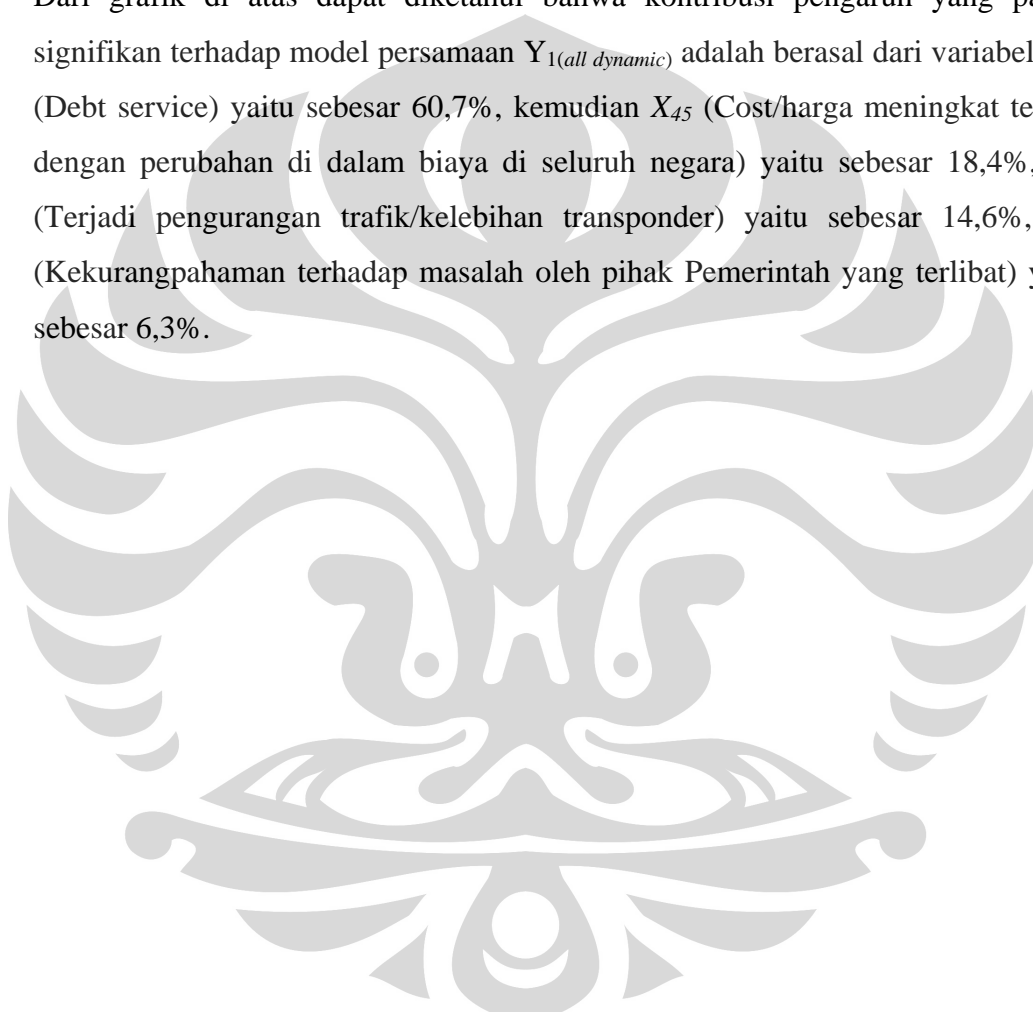 Dari grafik di atas dapat diketahui bahwa kontribusi pengaruh yang
signifikan terhadap model persamaan Y1(all dynamic) adalah berasal dari variabel
(Debt service) yaitu sebesar 60,7%, kemudian X45 (Cost/harga meningkat
dengan perubahan di dalam biaya di seluruh negara) yaitu sebesar 18,4%,
(Terjadi pengurangan trafik/kelebihan transponder) yaitu sebesar 14,6%,
(Kekurangpahaman terhadap masalah oleh pihak Pemerintah yang terlibat)
sebesar 6,3%.